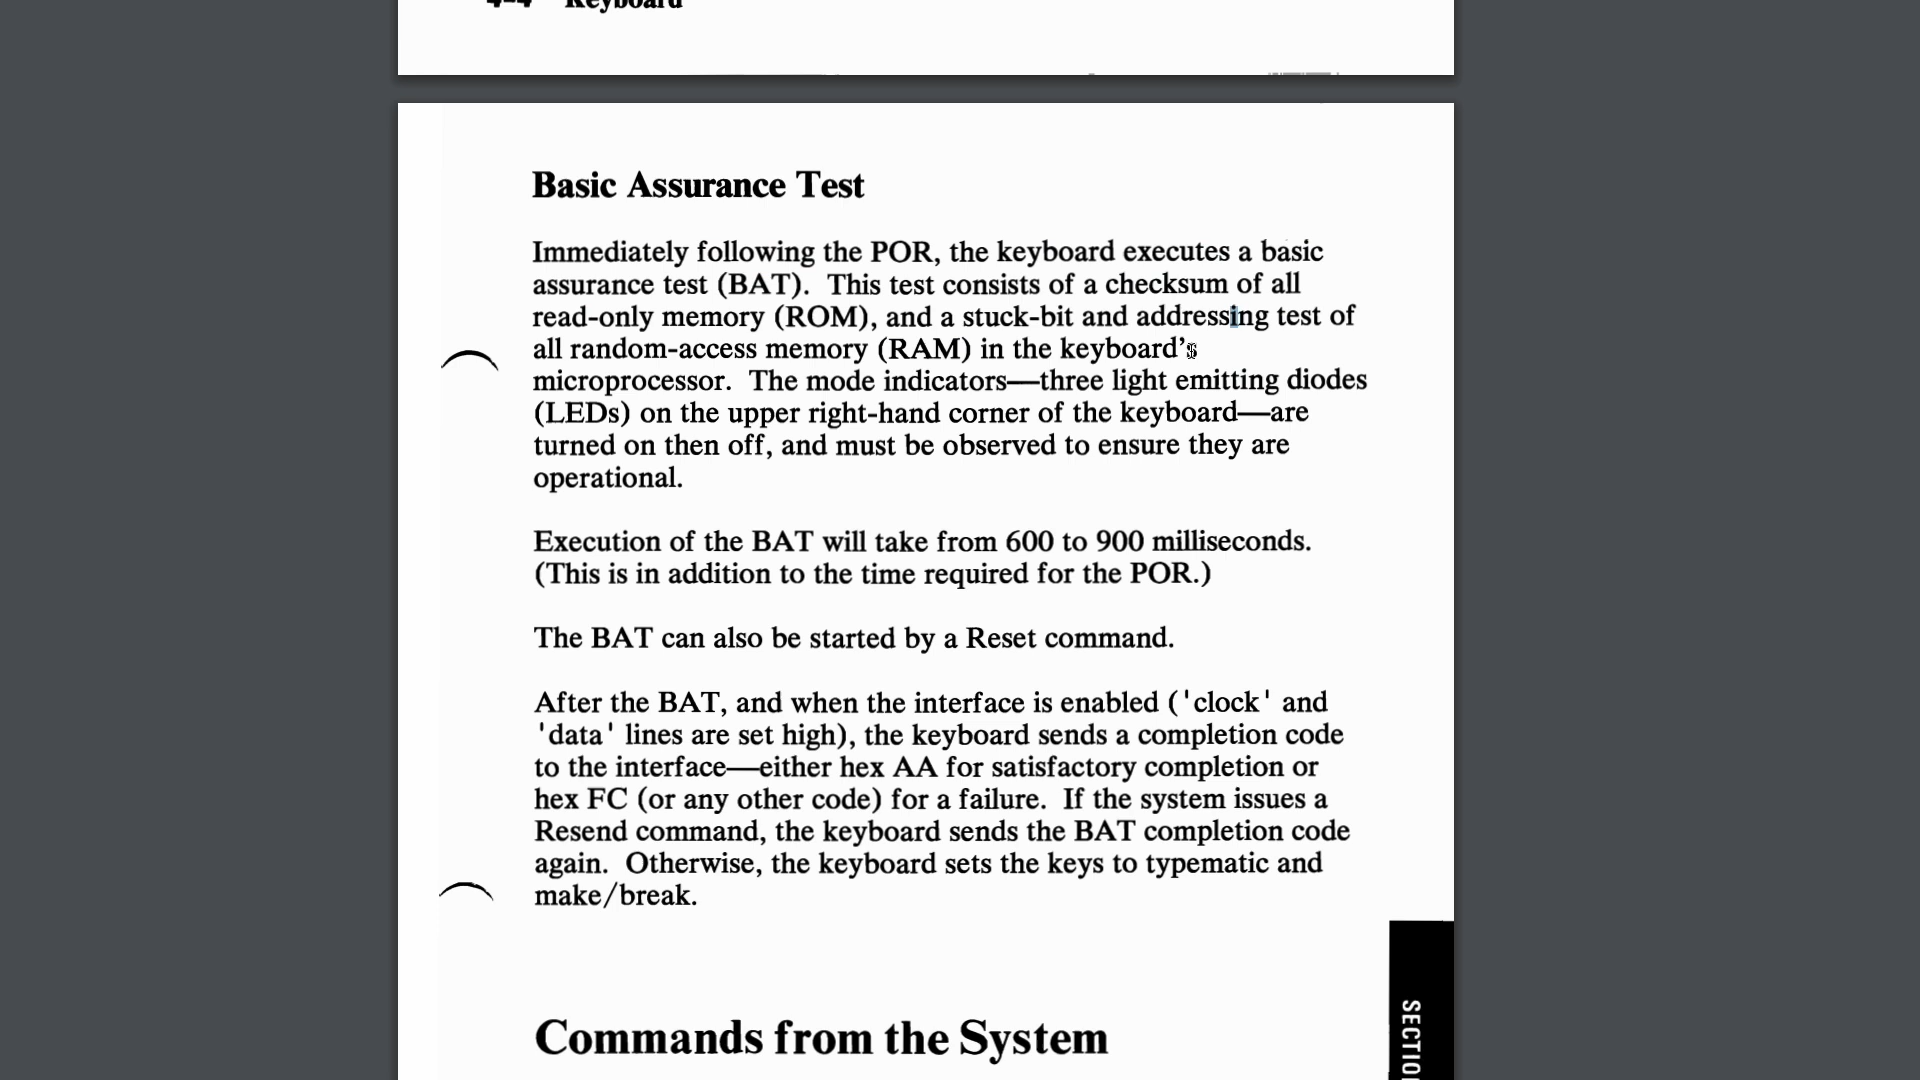 4-4 Keyboard
Basic Assurance Test
Immediately following the POR, the keyboard executes a basic
assurance test (BAT).  This test consists of a checksum of all
read-only memory (ROM), and a stuck-bit and addressing test of
all random-access memory (RAM) in the keyboard's
microprocessor.  The mode indicators—three light emitting diodes
(LEDs) on the upper right-hand corner of the keyboard—are
turned on then off, and must be observed to ensure they are
operational.
Execution of the BAT will take from 600 to 900 milliseconds.
(This is in addition to the time required for the POR.)
The BAT can also be started by a Reset command.
After the BAT, and when the interface is enabled ('clock' and
'data' lines are set high), the keyboard sends a completion code
to the interface—either hex AA for satisfactory completion or
hex FC (or any other code) for a failure.  If the system issues a
Resend command, the keyboard sends the BAT completion code
again.  Otherwise, the keyboard sets the keys to typematic and
make/break.
Commands from the System